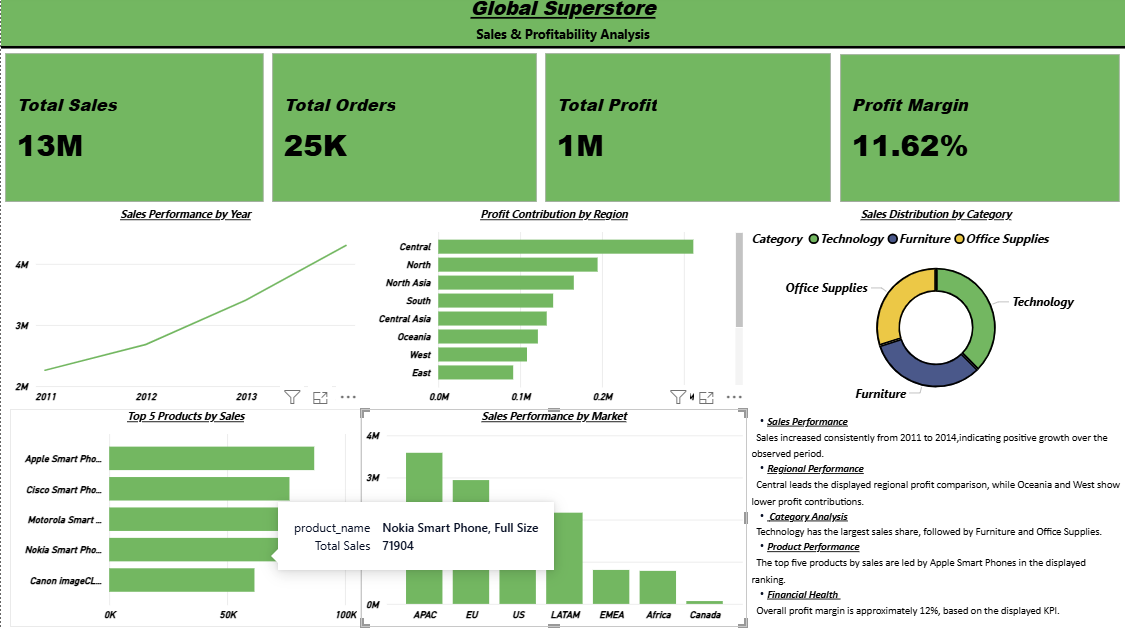 Global Superstore
Sales & Profitability Analysis
Total Sales
13M
Total Orders
25K
Total Profit
1M
Profit Margin
11.62%
Sales Performance by Year
4M
3M
2M
2011 2012 2013
Profit Contribution by Region
Central
North
North Asia
South
Central Asia
Oceania
West
East
0.0M 0.1M 0.2M
Sales Distribution by Category
Category Technology Furniture Office Supplies
Office Supplies
Technology
Furniture
Top 5 Products by Sales
Apple Smart Pho...
Cisco Smart Pho...
Motorola Smart ...
Nokia Smart Pho...
Canon imageCL...
0K 50K 100K
product_name Nokia Smart Phone, Full Size
Total Sales 71904
Sales Performance by Market
4M
3M
0M
APAC EU US LATAM EMEA Africa Canada
• Sales Performance
Sales increased consistently from 2011 to 2014,indicating positive growth over the
observed period.
• Regional Performance
Central leads the displayed regional profit comparison, while Oceania and West show
lower profit contributions.
• Category Analysis
Technology has the largest sales share, followed by Furniture and Office Supplies.
• Product Performance
The top five products by sales are led by Apple Smart Phones in the displayed
ranking.
• Financial Health
Overall profit margin is approximately 12%, based on the displayed KPI.